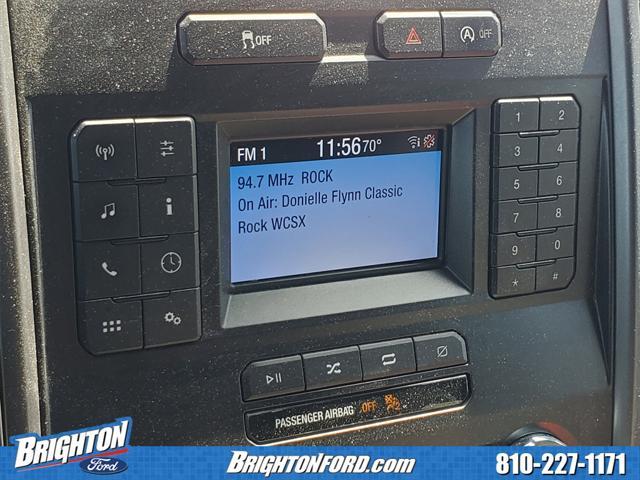 OFF
A OFF
FM 1 11:56 70°
94.7 MHz ROCK
On Air: Donielle Flynn Classic
Rock WCSX
1 2
3 4
5 6
7 8
9 0
* #
i
PASSENGER AIRBAG OFF
BRIGHTON
Ford
BRIGHTONFORD.com
810-227-1171